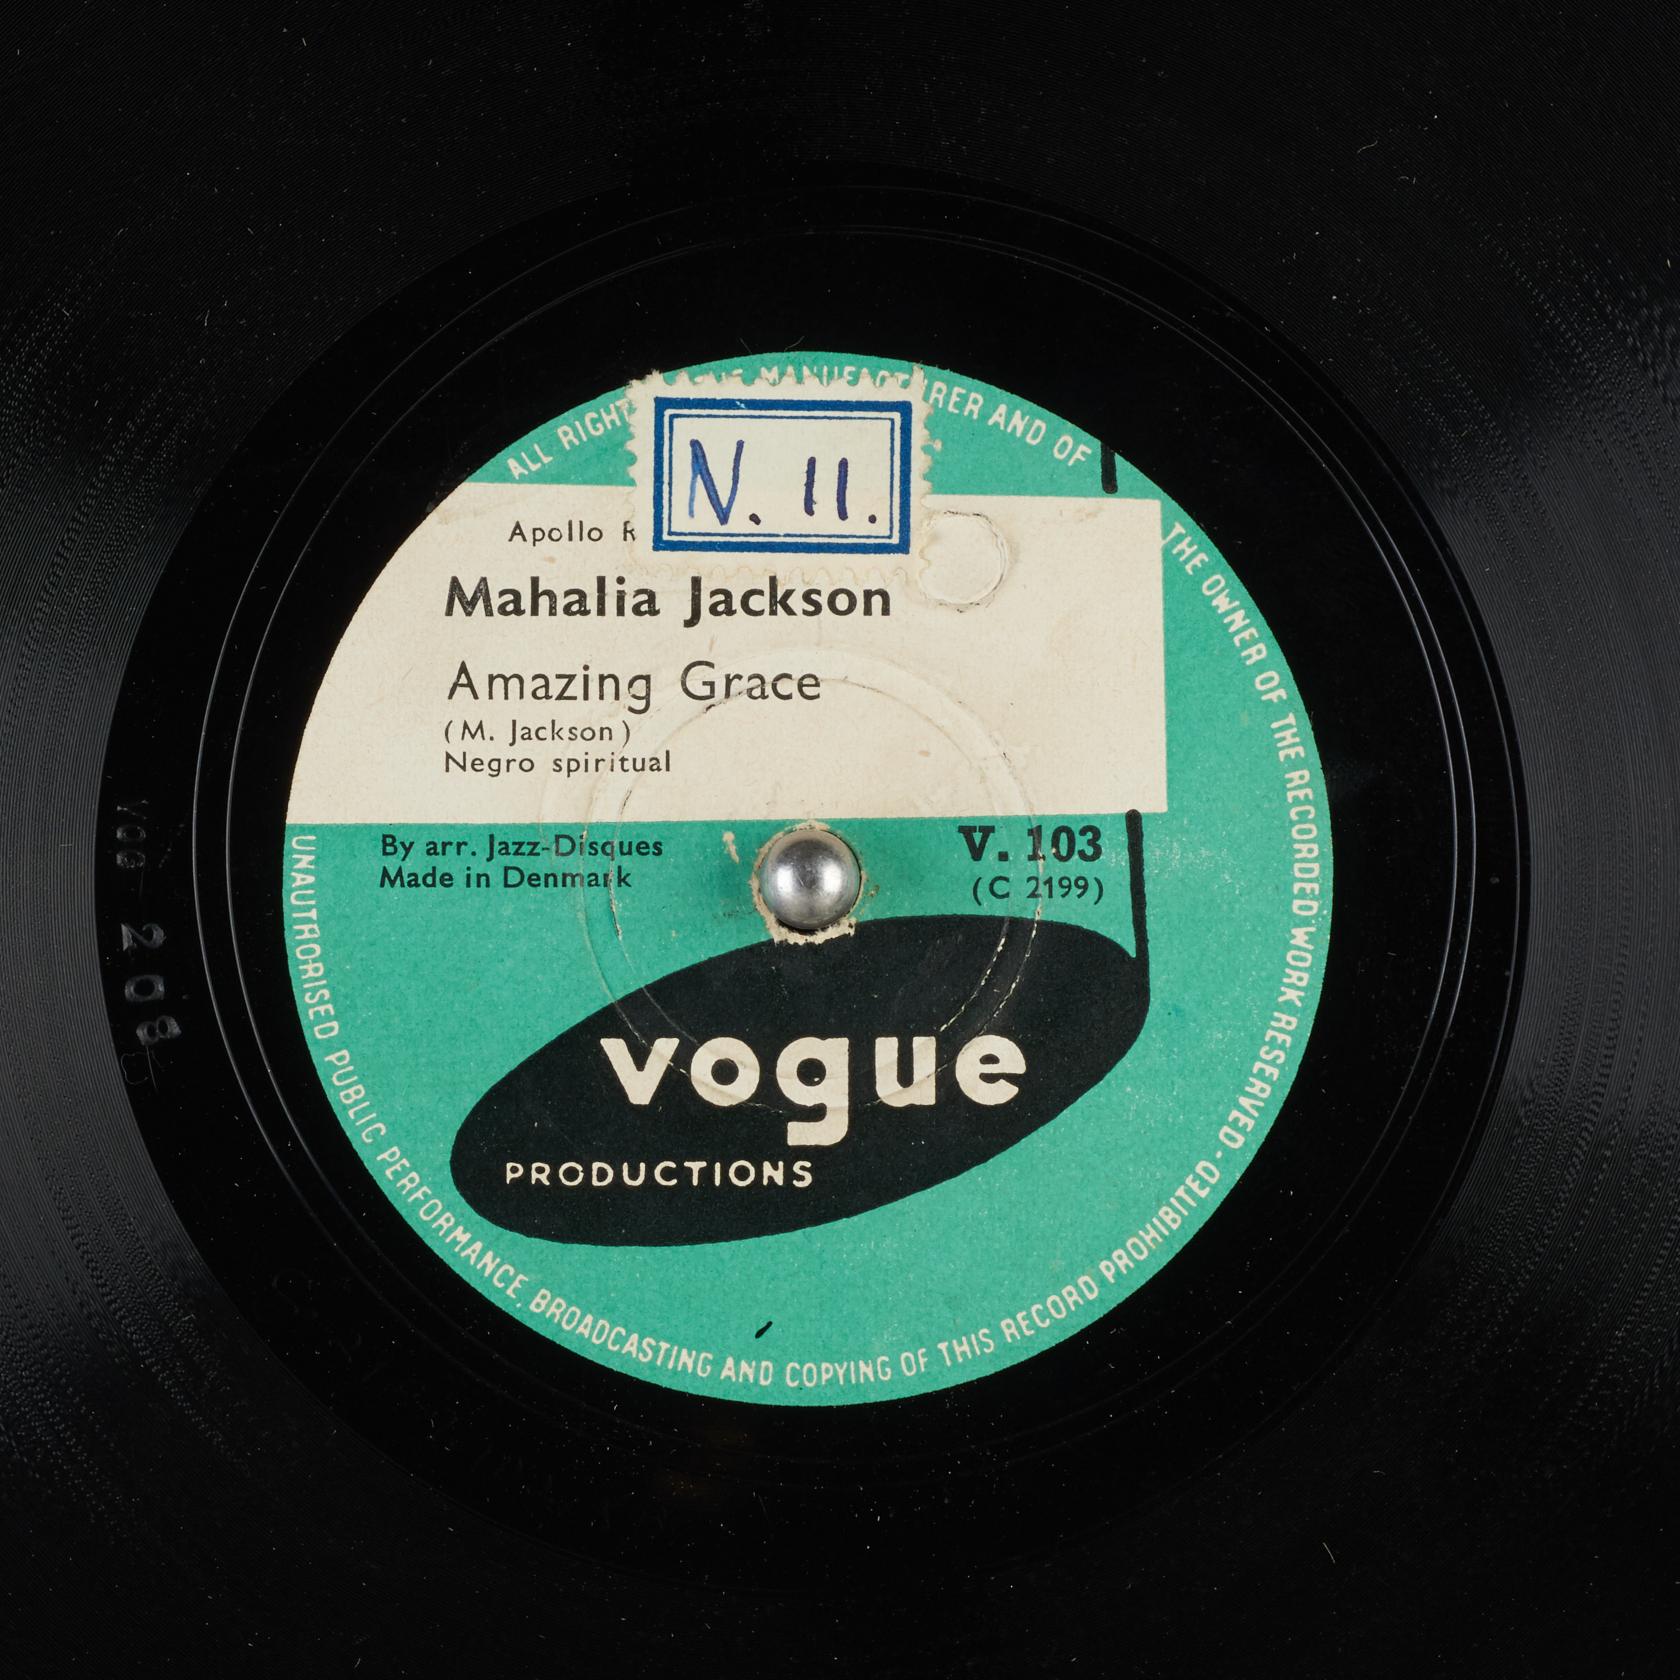 ALL RIGHT MANUFACTURER AND OF THE OWNER OF THE RECORDED WORK RESERVED - UNAUTHORISED PUBLIC PERFORMANCE, BROADCASTING AND COPYING OF THIS RECORD PROHIBITED
N. 11.
Apollo R
Mahalia Jackson
Amazing Grace
(M. Jackson)
Negro spiritual
By arr. Jazz-Disques
Made in Denmark
V. 103
(C 2199)
vogue
PRODUCTIONS
VOG 208